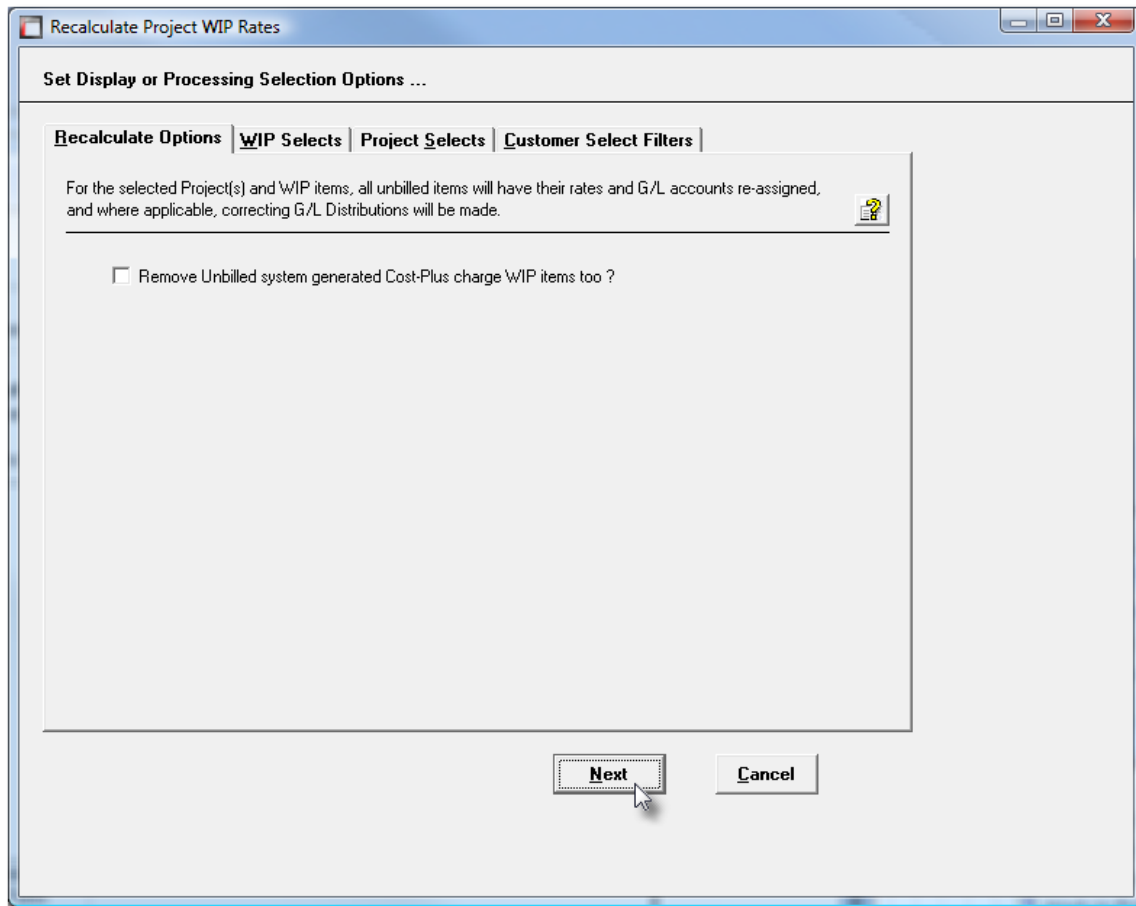 Recalculate Project WIP Rates
Set Display or Processing Selection Options ...
Recalculate Options WIP Selects Project Selects Customer Select Filters
For the selected Project(s) and WIP items, all unbilled items will have their rates and G/L accounts re-assigned,
and where applicable, correcting G/L Distributions will be made.
Remove Unbilled system generated Cost-Plus charge WIP items too ?
Next Cancel